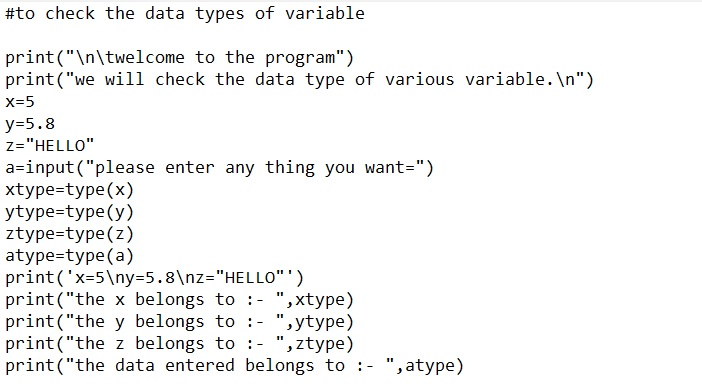 #to check the data types of variable
print("\n\twelcome to the program")
print("we will check the data type of various variable.\n")
x=5
y=5.8
z="HELLO"
a=input("please enter any thing you want=")
xtype=type(x)
ytype=type(y)
ztype=type(z)
atype=type(a)
print('x=5\ny=5.8\nz="HELLO"')
print("the x belongs to :- ",xtype)
print("the y belongs to :- ",ytype)
print("the z belongs to :- ",ztype)
print("the data entered belongs to :- ",atype)